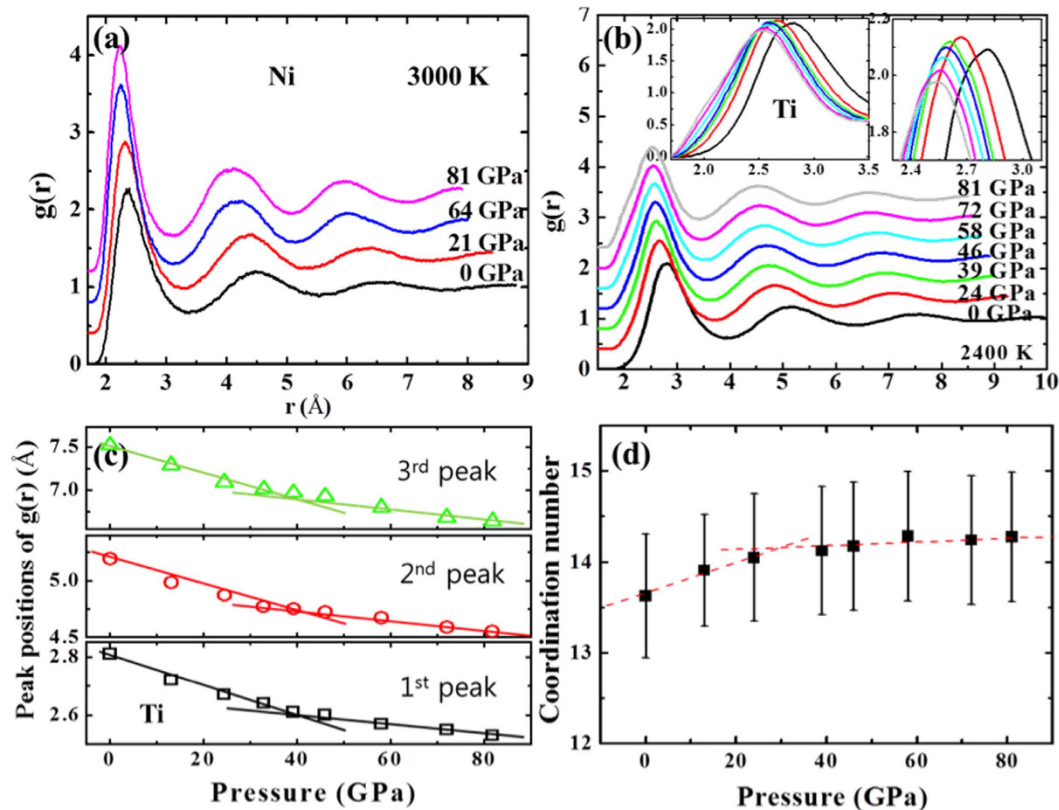 (a)
Ni
3000 K
81 GPa
64 GPa
21 GPa
0 GPa
g(r)
4
3
2
1
0
2 3 4 5 6 7 8 9
r (Å)
(b)
Ti
2.0
1.5
1.0
0.5
0.0
2.0 2.5 3.0 3.5
2.2
2.0
1.8
2.4 2.7 3.0
81 GPa
72 GPa
58 GPa
46 GPa
39 GPa
24 GPa
0 GPa
2400 K
g(r)
7
6
5
4
3
2
1
0
2 3 4 5 6 7 8 9 10
(c)
3rd peak
2nd peak
1st peak
Ti
Peak positions of g(r) (Å)
7.5
7.0
5.0
4.5
2.8
2.6
0 20 40 60 80
Pressure (GPa)
(d)
Coordination number
15
14
13
12
0 20 40 60 80
Pressure (GPa)